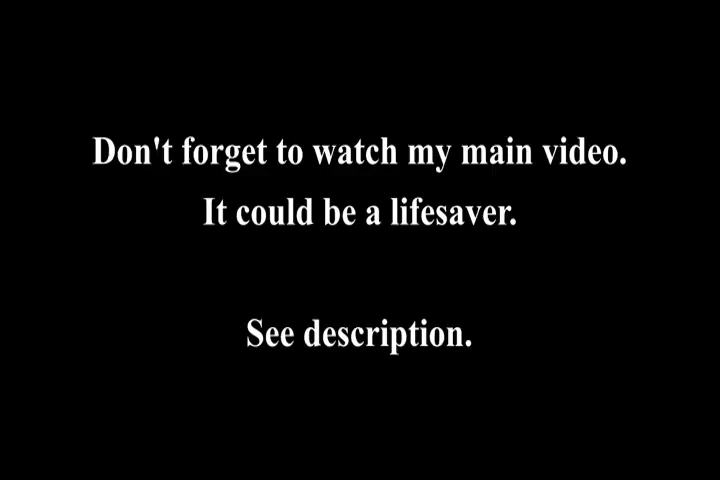 Don't forget to watch my main video.
It could be a lifesaver.
See description.